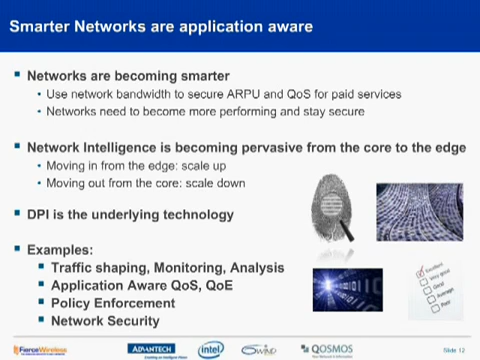 Smarter Networks are application aware
Networks are becoming smarter
Use network bandwidth to secure ARPU and QoS for paid services
Networks need to become more performing and stay secure
Network Intelligence is becoming pervasive from the core to the edge
Moving in from the edge: scale up
Moving out from the core: scale down
DPI is the underlying technology
Examples:
Traffic shaping, Monitoring, Analysis
Application Aware QoS, QoE
Policy Enforcement
Network Security
Excellent
Very good
Good
Average
Poor
FierceWireless
ADVANTECH
intel
6WIND
QOSMOS
Slide 12